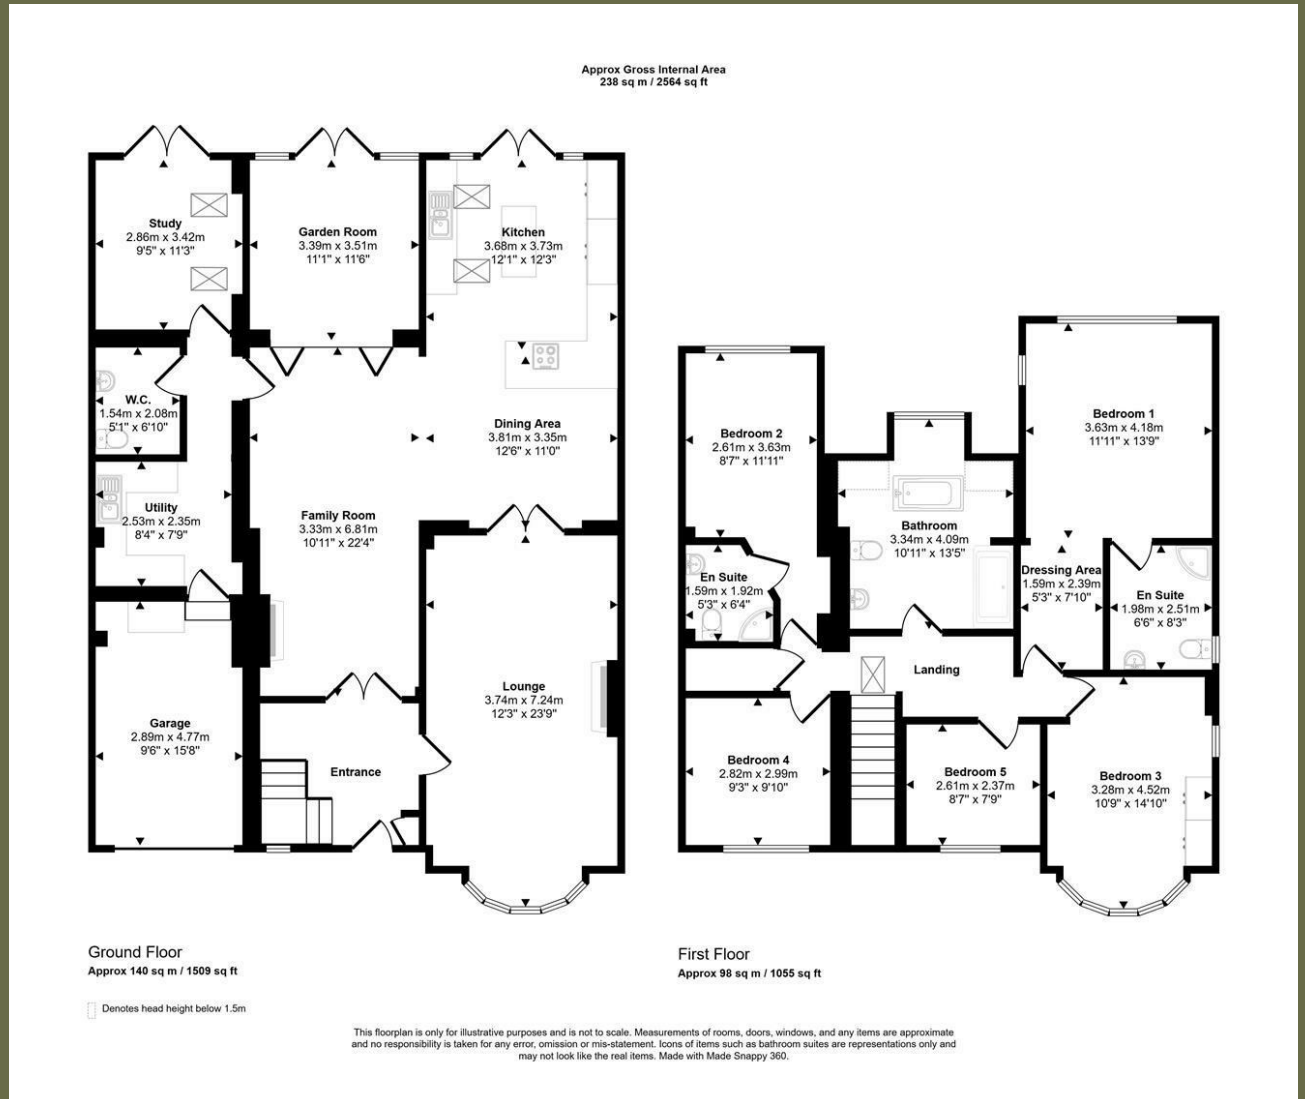 Approx Gross Internal Area
238 sq m / 2564 sq ft
Study
2.86m x 3.42m
9'5" x 11'3"
Garden Room
3.39m x 3.51m
11'1" x 11'6"
Kitchen
3.68m x 3.73m
12'1" x 12'3"
W.C.
1.54m x 2.08m
5'1" x 6'10"
Dining Area
3.81m x 3.35m
12'6" x 11'0"
Utility
2.53m x 2.35m
8'4" x 7'9"
Family Room
3.33m x 6.81m
10'11" x 22'4"
Lounge
3.74m x 7.24m
12'3" x 23'9"
Garage
2.89m x 4.77m
9'6" x 15'8"
Entrance
Ground Floor
Approx 140 sq m / 1509 sq ft
Denotes head height below 1.5m
Bedroom 1
3.63m x 4.18m
11'11" x 13'9"
Bedroom 2
2.61m x 3.63m
8'7" x 11'11"
Bathroom
3.34m x 4.09m
10'11" x 13'5"
En Suite
1.59m x 1.92m
5'3" x 6'4"
Dressing Area
1.59m x 2.39m
5'3" x 7'10"
En Suite
1.98m x 2.51m
6'6" x 8'3"
Landing
Bedroom 4
2.82m x 2.99m
9'3" x 9'10"
Bedroom 5
2.61m x 2.37m
8'7" x 7'9"
Bedroom 3
3.28m x 4.52m
10'9" x 14'10"
First Floor
Approx 98 sq m / 1055 sq ft
This floorplan is only for illustrative purposes and is not to scale. Measurements of rooms, doors, windows, and any items are approximate
and no responsibility is taken for any error, omission or mis-statement. Icons of items such as bathroom suites are representations only and
may not look like the real items. Made with Made Snappy 360.